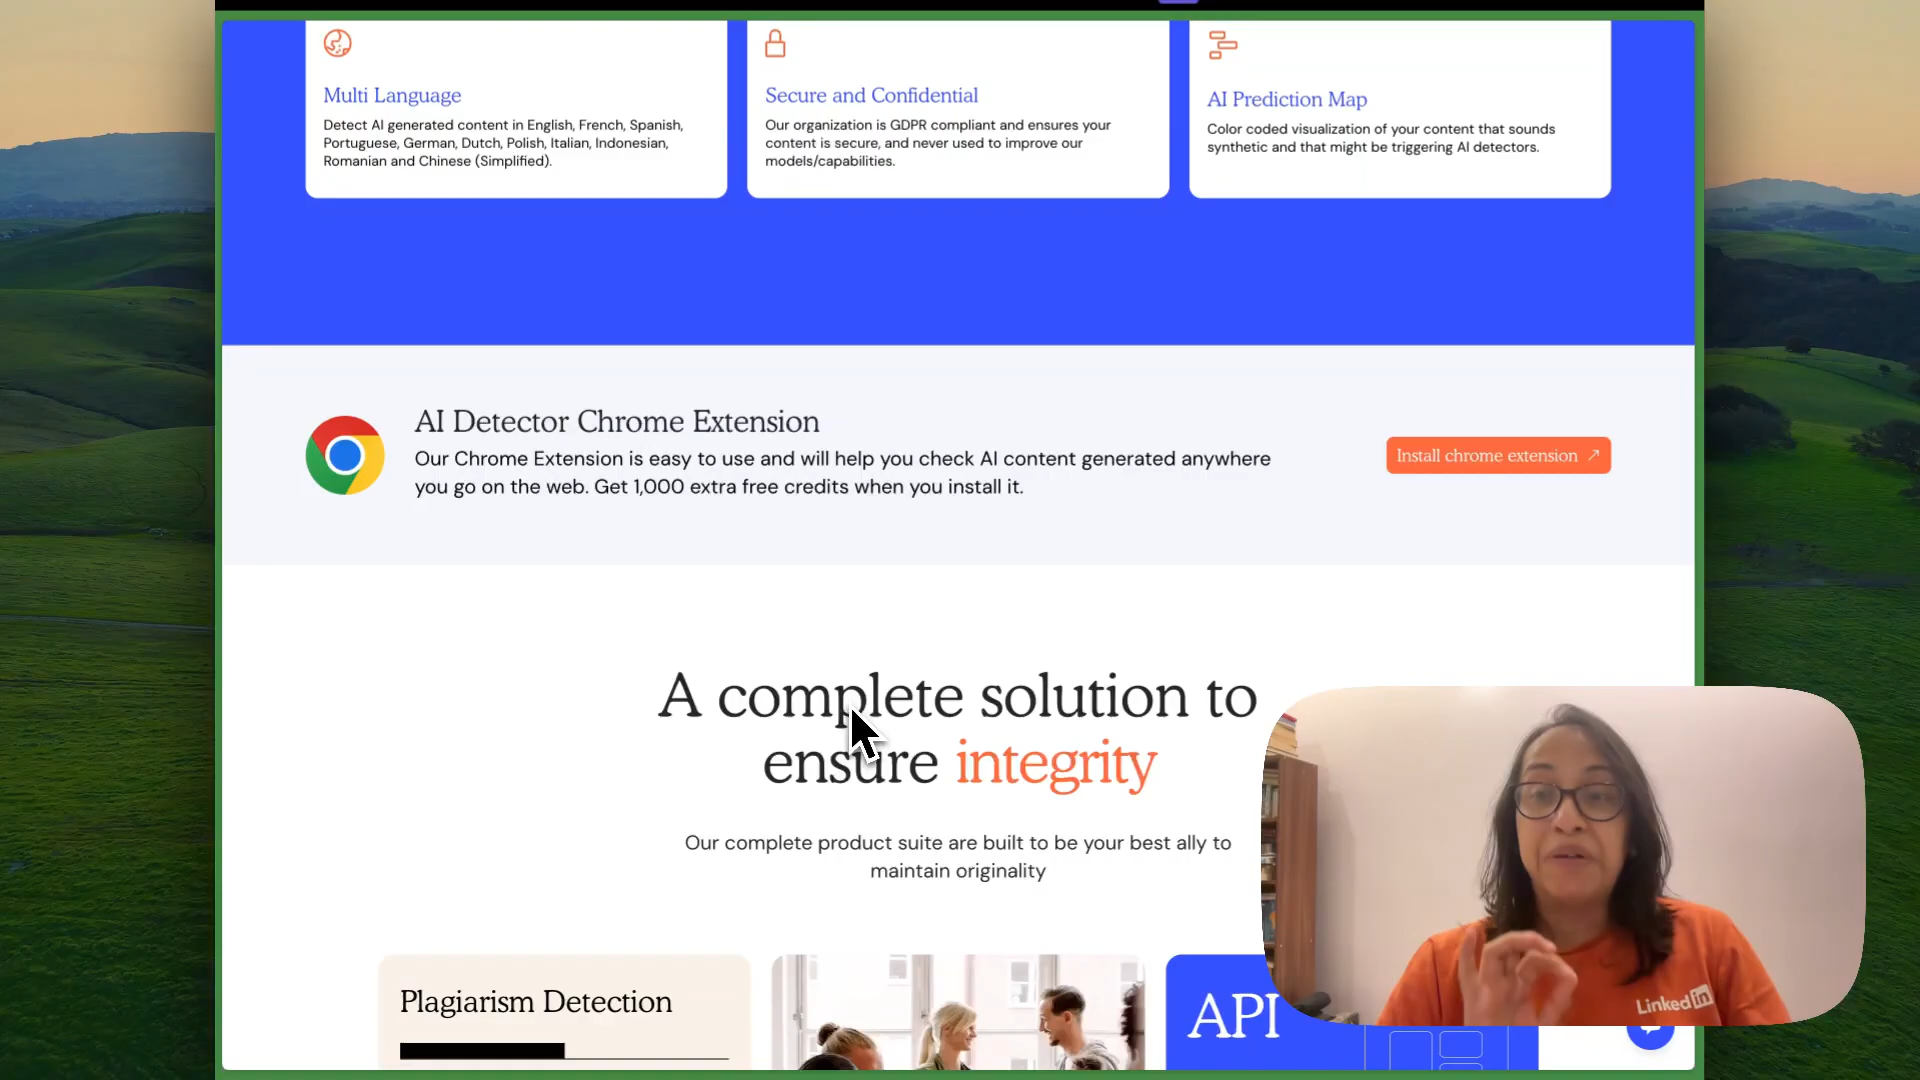 Multi Language
Detect AI generated content in English, French, Spanish,
Portuguese, German, Dutch, Polish, Italian, Indonesian,
Romanian and Chinese (Simplified).
Secure and Confidential
Our organization is GDPR compliant and ensures your
content is secure, and never used to improve our
models/capabilities.
AI Prediction Map
Color coded visualization of your content that sounds
synthetic and that might be triggering AI detectors.
AI Detector Chrome Extension
Our Chrome Extension is easy to use and will help you check AI content generated anywhere
you go on the web. Get 1,000 extra free credits when you install it.
Install chrome extension
A complete solution to
ensure integrity
Our complete product suite are built to be your best ally to
maintain originality
Plagiarism Detection
API
Linked in